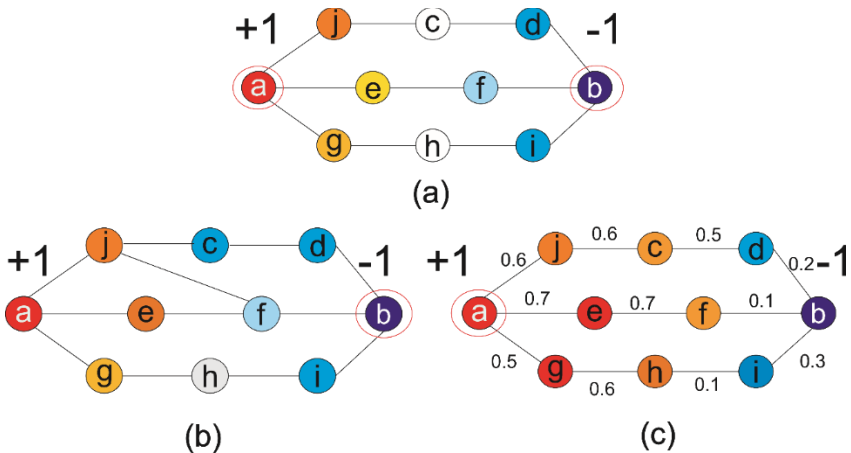 +1 j c d -1
a e f b
g h i
(a)
j c d
+1 -1
a e f b
g h i
(b)
0.6 0.5
j c d
+1 0.6 0.2 -1
0.7 0.7 0.1
a e f b
0.5 0.6 0.1 0.3
g h i
(c)